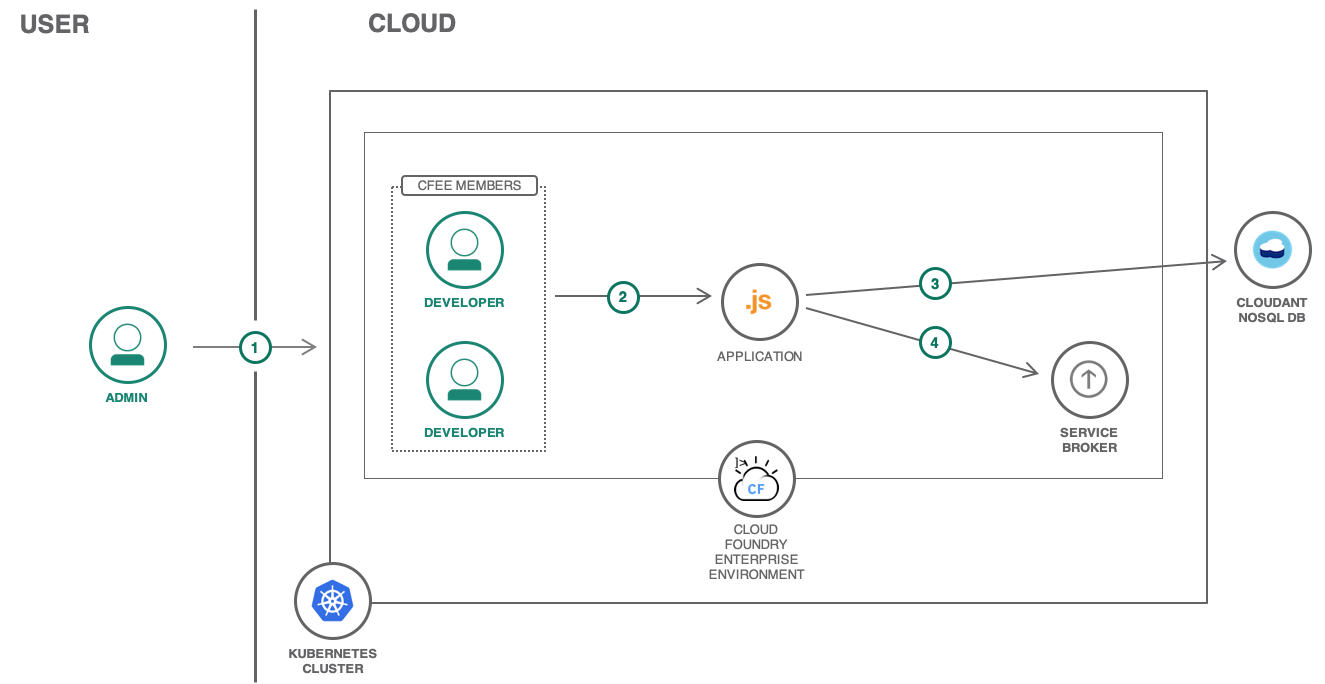 USER
CLOUD
CFEE MEMBERS
DEVELOPER
DEVELOPER
ADMIN
1
2
.js
APPLICATION
3
4
CLOUDANT
NOSQL DB
SERVICE
BROKER
CF
CLOUD
FOUNDRY
ENTERPRISE
ENVIRONMENT
KUBERNETES
CLUSTER